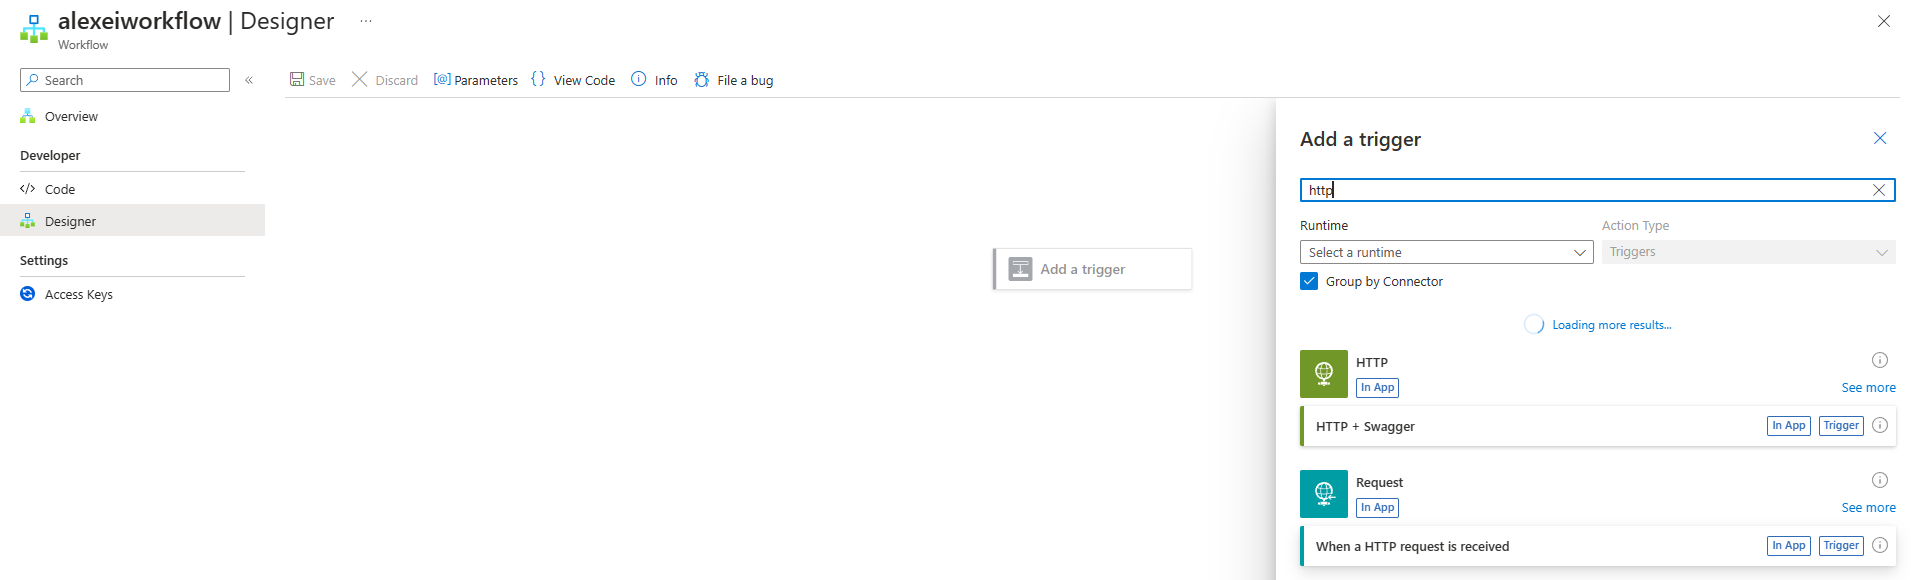 alexeiworkflow | Designer ...
Workflow
Search «
Overview
Developer
</> Code
Designer
Settings
Access Keys
Save Discard [@] Parameters {} View Code Info File a bug
Add a trigger
Add a trigger
http
Runtime Action Type
Select a runtime Triggers
Group by Connector
Loading more results...
HTTP
In App See more
HTTP + Swagger In App Trigger
Request
In App See more
When a HTTP request is received In App Trigger